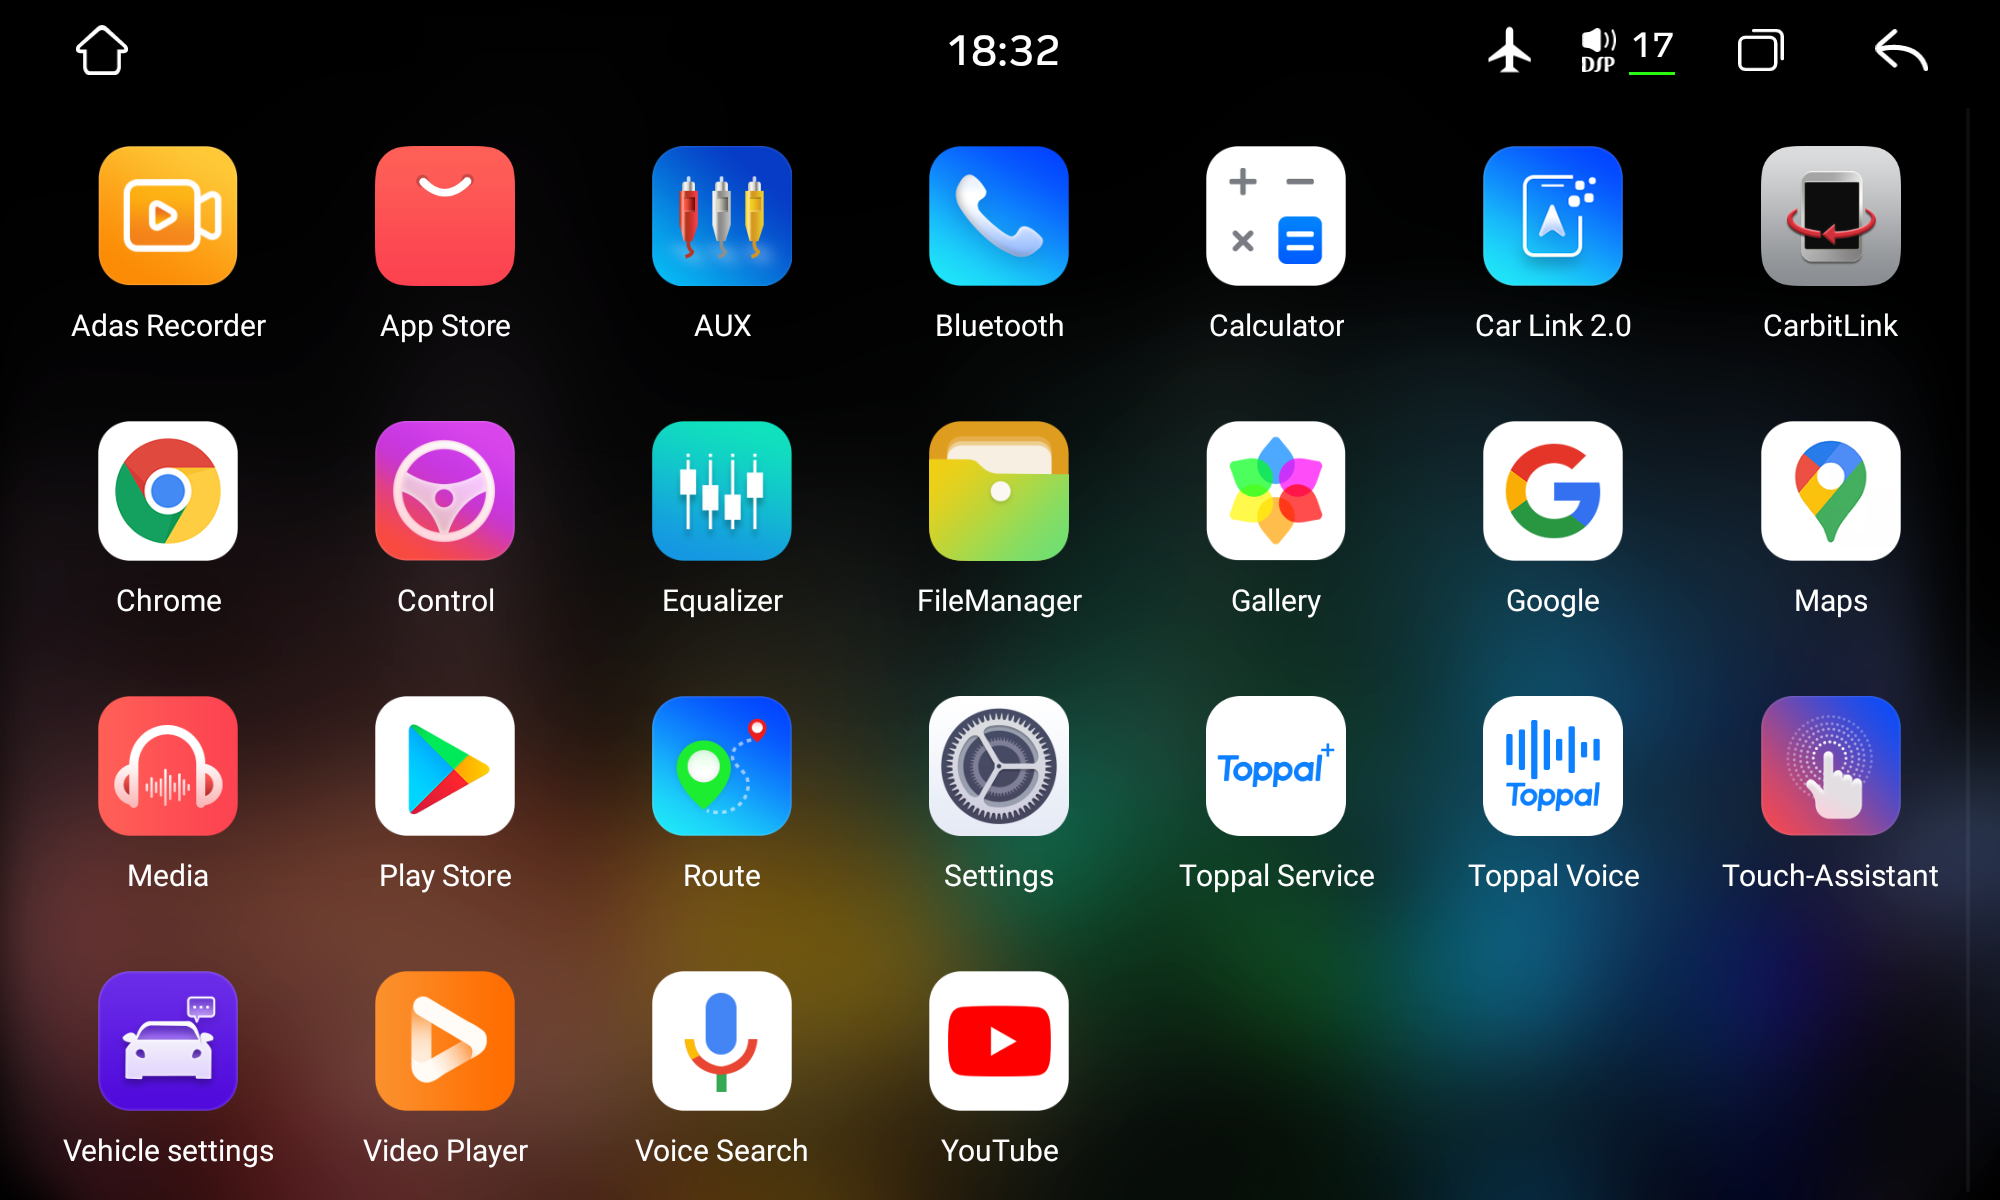 18:32
DSP 17
Adas Recorder
App Store
AUX
Bluetooth
Calculator
Car Link 2.0
CarbitLink
Chrome
Control
Equalizer
FileManager
Gallery
Google
Maps
Toppal+
Toppal
Media
Play Store
Route
Settings
Toppal Service
Toppal Voice
Touch-Assistant
Vehicle settings
Video Player
Voice Search
YouTube